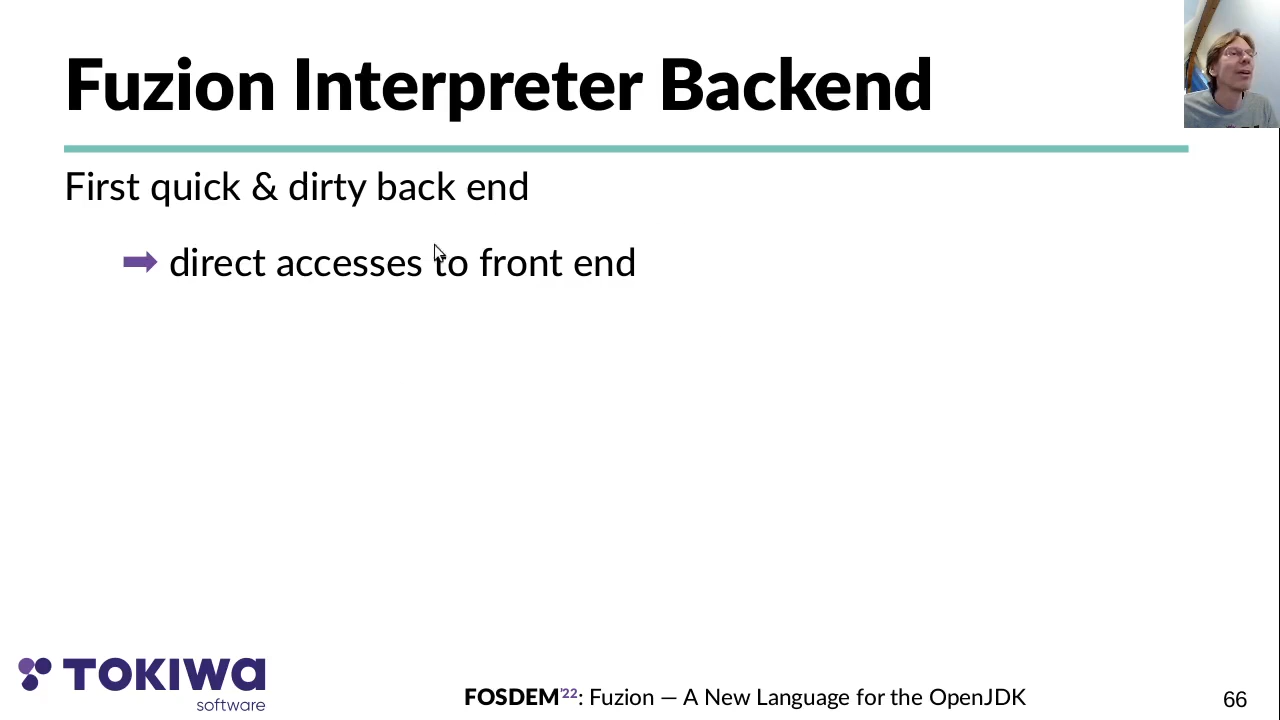 Fuzion Interpreter Backend
First quick & dirty back end
➡ direct accesses to front end
TOKIWA
software
FOSDEM'22: Fuzion — A New Language for the OpenJDK
66